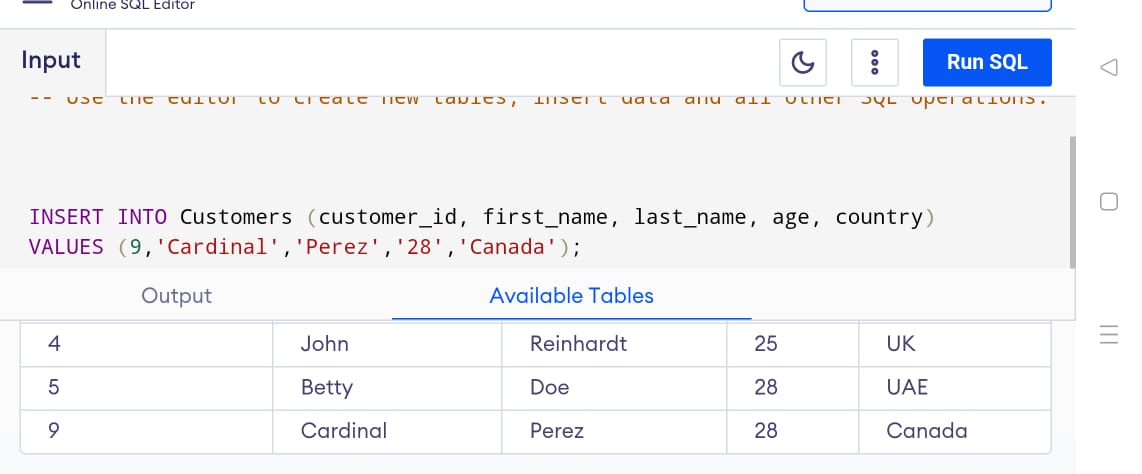 Online SQL Editor
Input
Run SQL
-- Use the editor to create new tables, insert data and all other SQL operations.
INSERT INTO Customers (customer_id, first_name, last_name, age, country)
VALUES (9,'Cardinal','Perez','28','Canada');
Output Available Tables
4 John Reinhardt 25 UK
5 Betty Doe 28 UAE
9 Cardinal Perez 28 Canada